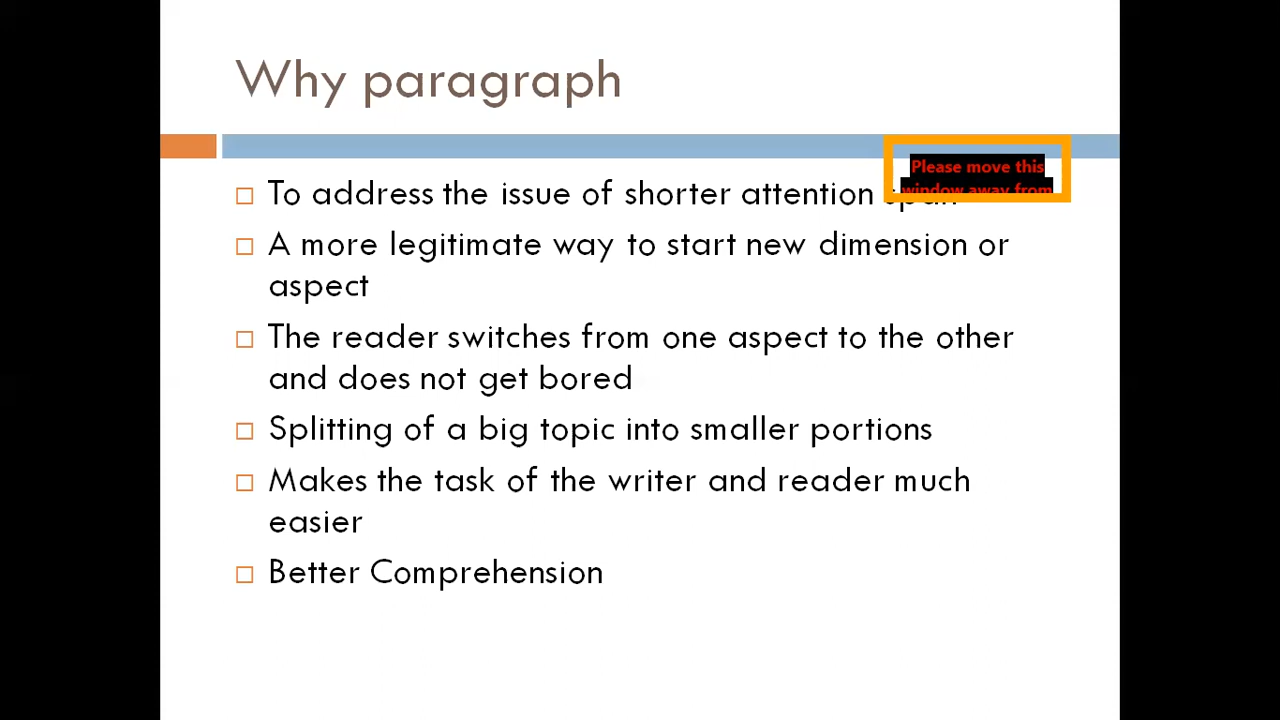 Why paragraph
Please move this
window away from
To address the issue of shorter attention span
A more legitimate way to start new dimension or
aspect
The reader switches from one aspect to the other
and does not get bored
Splitting of a big topic into smaller portions
Makes the task of the writer and reader much
easier
Better Comprehension